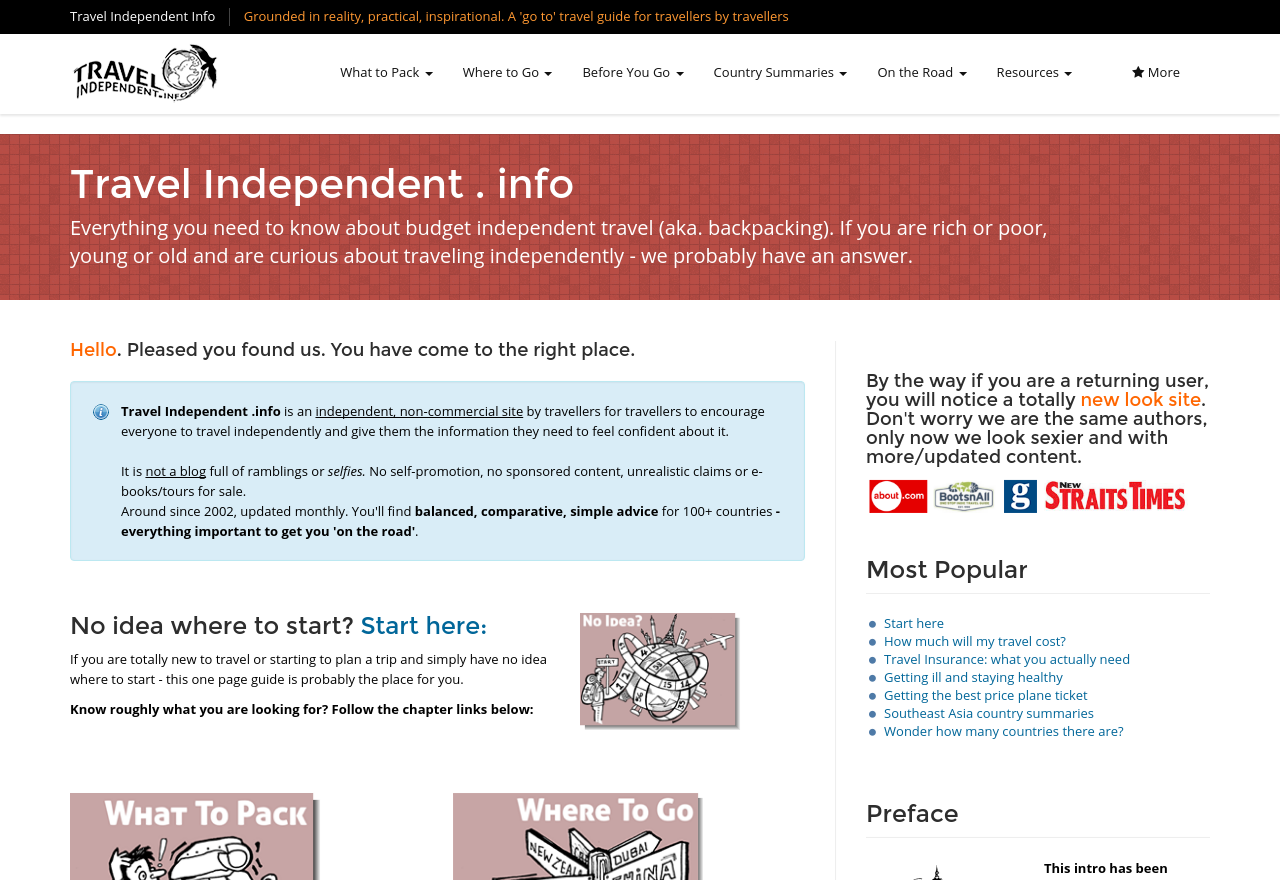 Travel Independent Info
Grounded in reality, practical, inspirational. A 'go to' travel guide for travellers by travellers
TRAVEL
INDEPENDENT.INFO
What to Pack
Where to Go
Before You Go
Country Summaries
On the Road
Resources
More
Travel Independent . info
Everything you need to know about budget independent travel (aka. backpacking). If you are rich or poor,
young or old and are curious about traveling independently - we probably have an answer.
Hello. Pleased you found us. You have come to the right place.
Travel Independent .info is an independent, non-commercial site by travellers for travellers to encourage
everyone to travel independently and give them the information they need to feel confident about it.
It is not a blog full of ramblings or selfies. No self-promotion, no sponsored content, unrealistic claims or e-
books/tours for sale.
Around since 2002, updated monthly. You'll find balanced, comparative, simple advice for 100+ countries -
everything important to get you 'on the road'.
No idea where to start? Start here:
If you are totally new to travel or starting to plan a trip and simply have no idea
where to start - this one page guide is probably the place for you.
Know roughly what you are looking for? Follow the chapter links below:
No Idea?
START
What To Pack
Where To Go
NEW ZEALA
DUBAI
CHINA
By the way if you are a returning user,
you will notice a totally new look site.
Don't worry we are the same authors,
only now we look sexier and with
more/updated content.
about.com
BootsnAll
g
NEW STRAITS TIMES
Most Popular
Start here
How much will my travel cost?
Travel Insurance: what you actually need
Getting ill and staying healthy
Getting the best price plane ticket
Southeast Asia country summaries
Wonder how many countries there are?
Preface
This intro has been